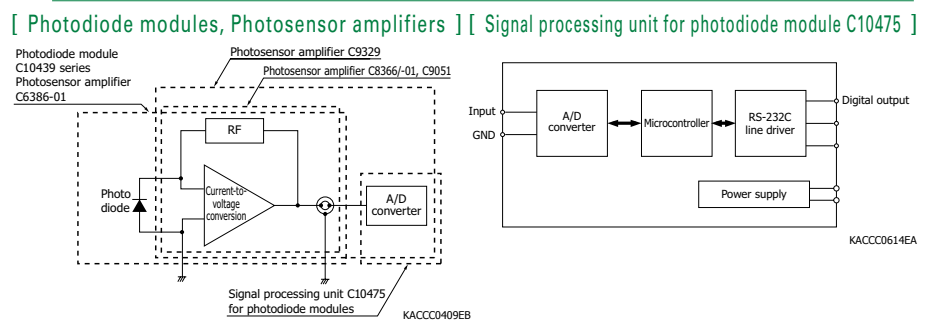 [ Photodiode modules, Photosensor amplifiers ]
Photodiode module
C10439 series
Photosensor amplifier
C6386-01
Photosensor amplifier C9329
Photosensor amplifier C8366/-01, C9051
RF
Photo
diode
Current-to-
voltage
conversion
A/D
converter
Signal processing unit C10475
for photodiode modules
KACCC0409EB
[ Signal processing unit for photodiode module C10475 ]
Input
GND
A/D
converter
Microcontroller
RS-232C
line driver
Digital output
Power supply
KACCC0614EA